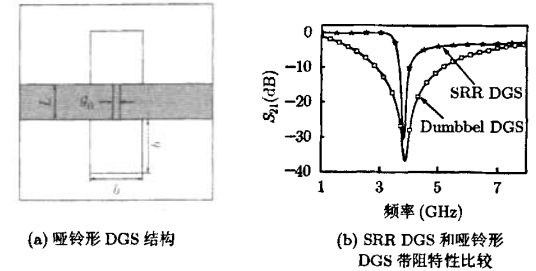 L
g₀
h
b
(a) 哑铃形 DGS 结构
S₂₁(dB)
0
−10
−20
−30
−40
1
3
5
7
SRR DGS
Dumbbel DGS
频率 (GHz)
(b) SRR DGS 和哑铃形
DGS 带阻特性比较